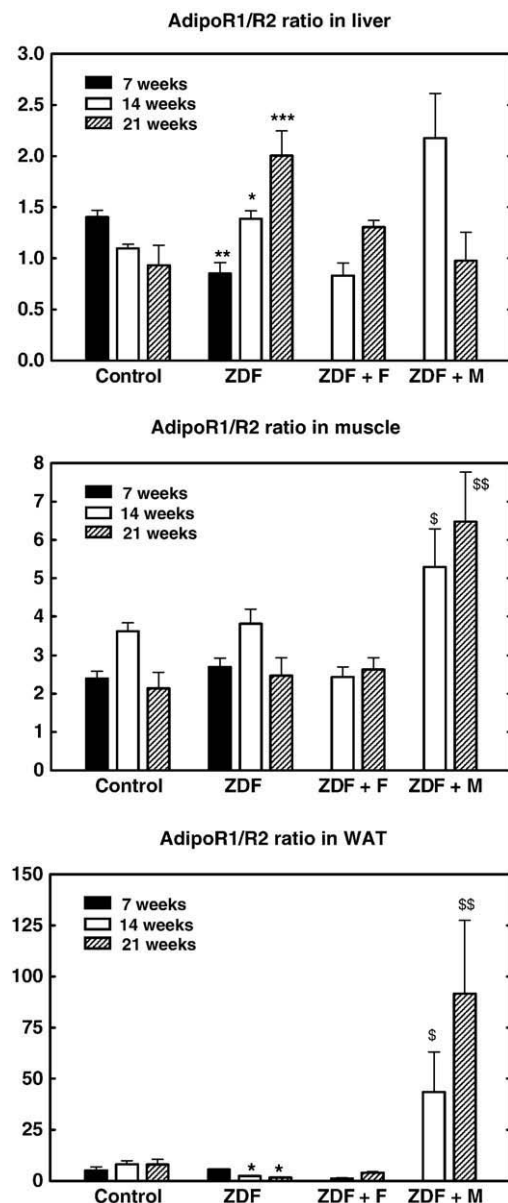 AdipoR1/R2 ratio in liver
3.0
2.5
2.0
1.5
1.0
0.5
0.0
7 weeks
14 weeks
21 weeks
** * ***
Control ZDF ZDF + F ZDF + M
AdipoR1/R2 ratio in muscle
8
7
6
5
4
3
2
1
0
7 weeks
14 weeks
21 weeks
$ $$
Control ZDF ZDF + F ZDF + M
AdipoR1/R2 ratio in WAT
150
125
100
75
50
25
0
7 weeks
14 weeks
21 weeks
* * $ $$
Control ZDF ZDF + F ZDF + M